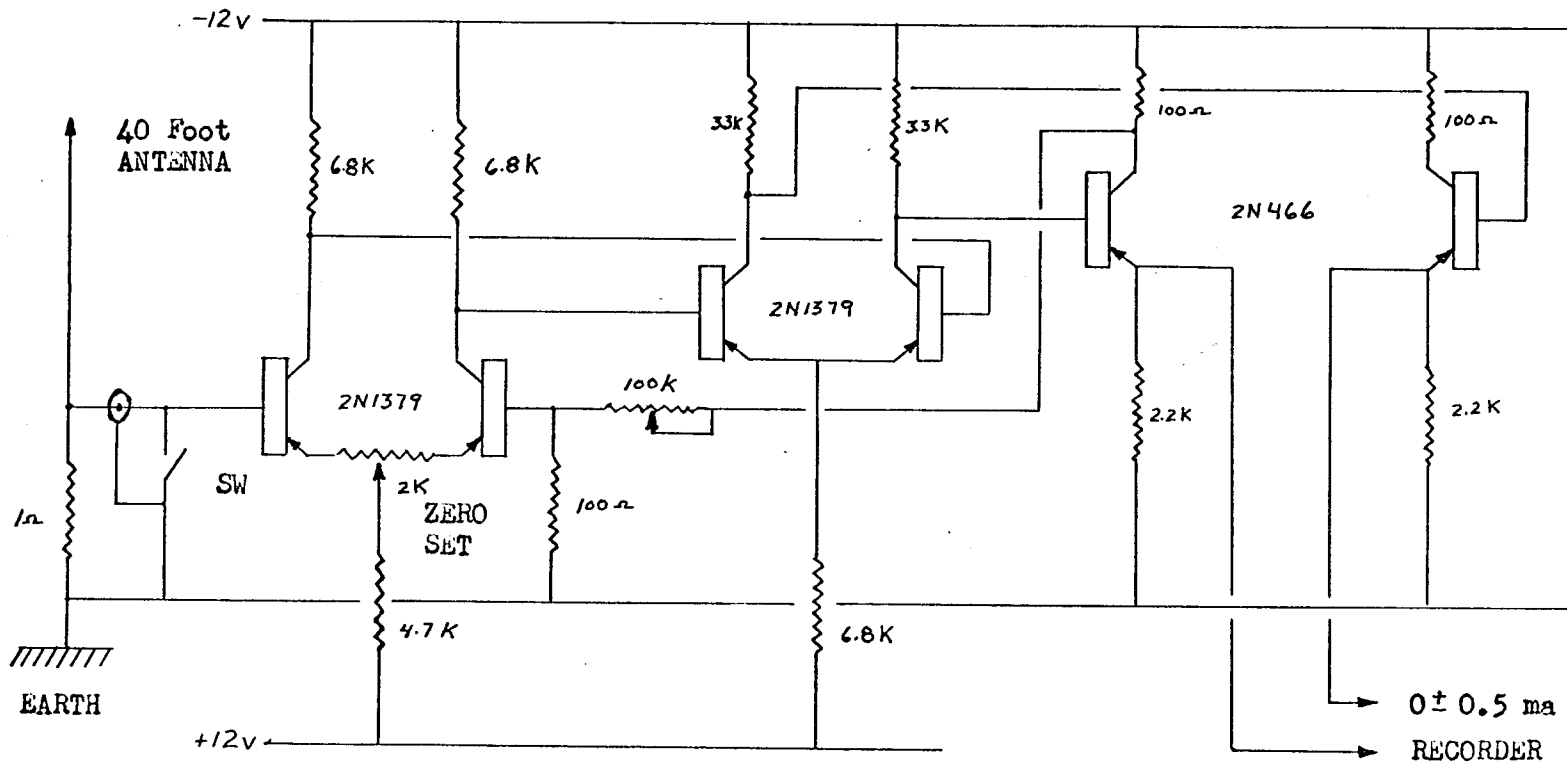 -12V
40 Foot
ANTENNA
6.8K
6.8K
33K
33K
100Ω
100Ω
2N466
2N1379
2N1379
100K
2.2K
2.2K
SW
2K
ZERO
SET
100Ω
1Ω
4.7K
6.8K
EARTH
+12V
0± 0.5 ma
RECORDER